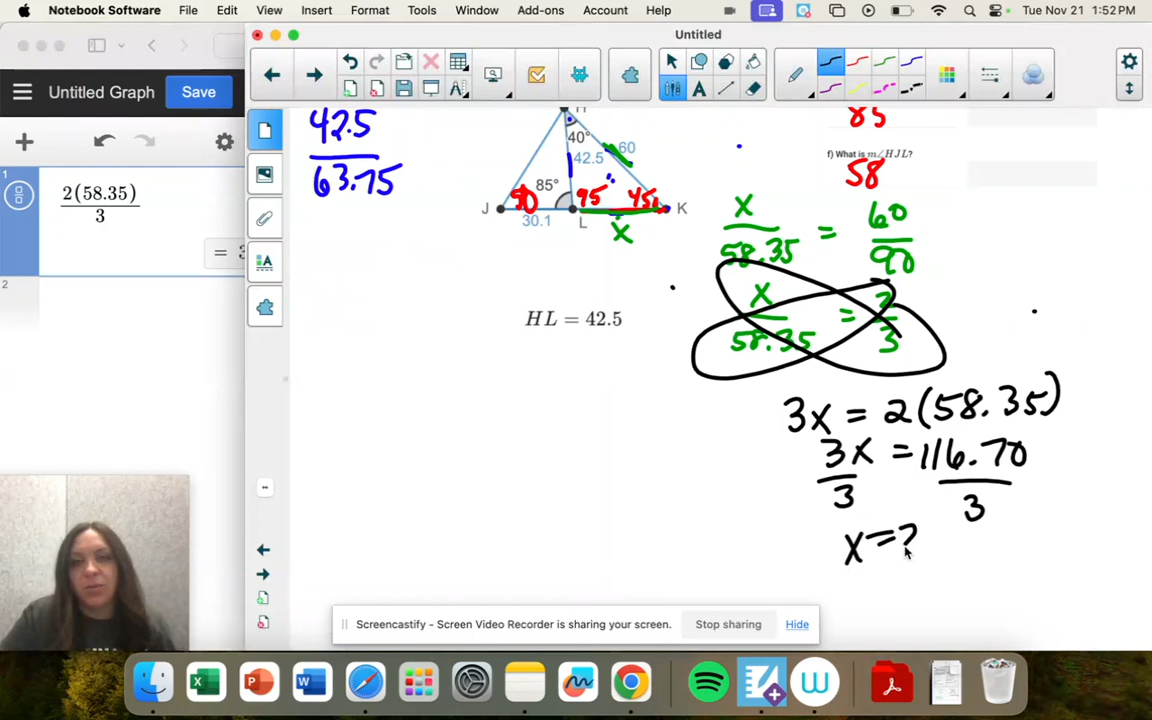 Notebook Software File Edit View Insert Format Tools Window Add-ons Account Help Tue Nov 21 1:52 PM
Untitled
Untitled Graph Save
1
2(58.35)
3
= 3
2
42.5
63.75
H
40°
60
42.5
85°
50
95
45
J
L
K
30.1
x
HL = 42.5
85
f) What is m∠HJL?
58
x = 60
58.35 90
x = 2
58.35 3
3x = 2(58.35)
3x = 116.70
3 3
x = ?
Screencastify - Screen Video Recorder is sharing your screen. Stop sharing Hide